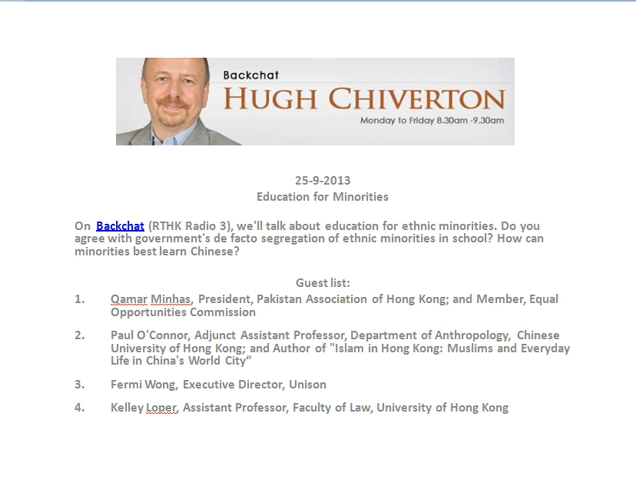 Backchat
HUGH CHIVERTON
Monday to Friday 8.30am -9.30am
25-9-2013
Education for Minorities
On Backchat (RTHK Radio 3), we'll talk about education for ethnic minorities. Do you
agree with government's de facto segregation of ethnic minorities in school? How can
minorities best learn Chinese?
Guest list:
1. Qamar Minhas, President, Pakistan Association of Hong Kong; and Member, Equal
Opportunities Commission
2. Paul O'Connor, Adjunct Assistant Professor, Department of Anthropology, Chinese
University of Hong Kong; and Author of "Islam in Hong Kong: Muslims and Everyday
Life in China's World City“
3. Fermi Wong, Executive Director, Unison
4. Kelley Loper, Assistant Professor, Faculty of Law, University of Hong Kong